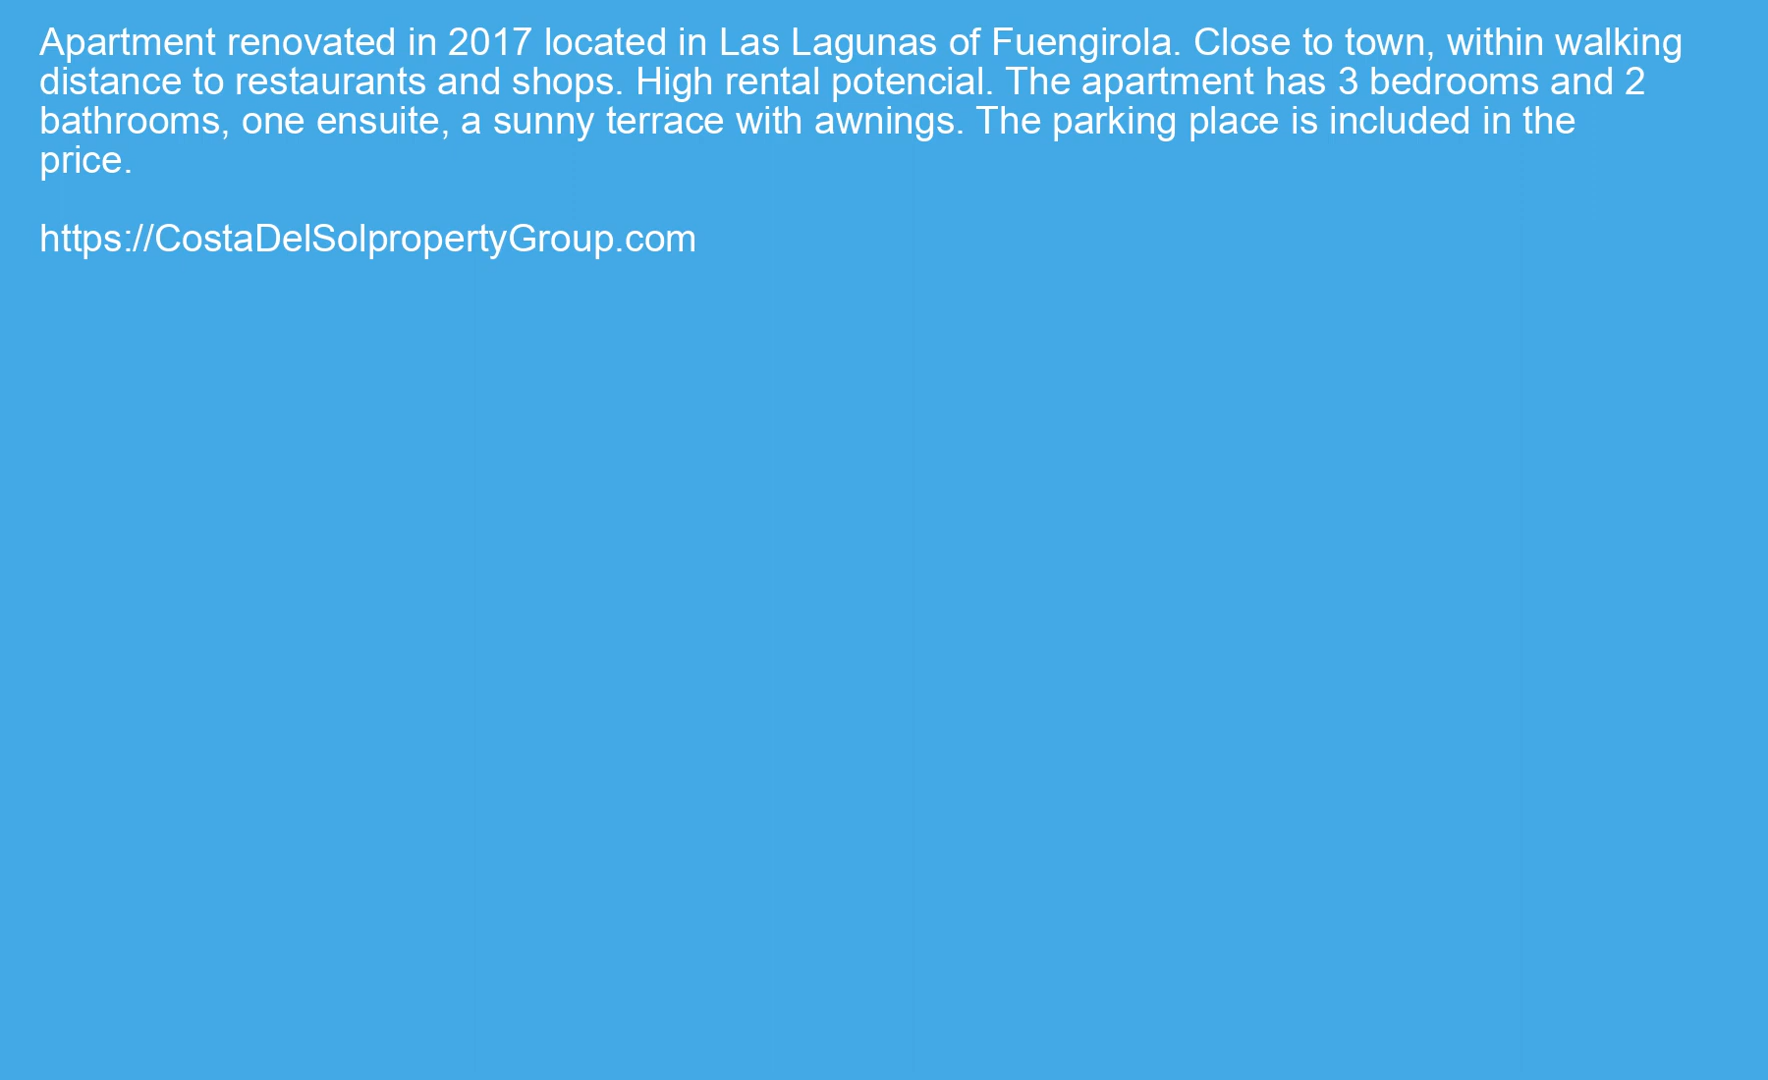 Apartment renovated in 2017 located in Las Lagunas of Fuengirola. Close to town, within walking
distance to restaurants and shops. High rental potencial. The apartment has 3 bedrooms and 2
bathrooms, one ensuite, a sunny terrace with awnings. The parking place is included in the
price.
https://CostaDelSolpropertyGroup.com